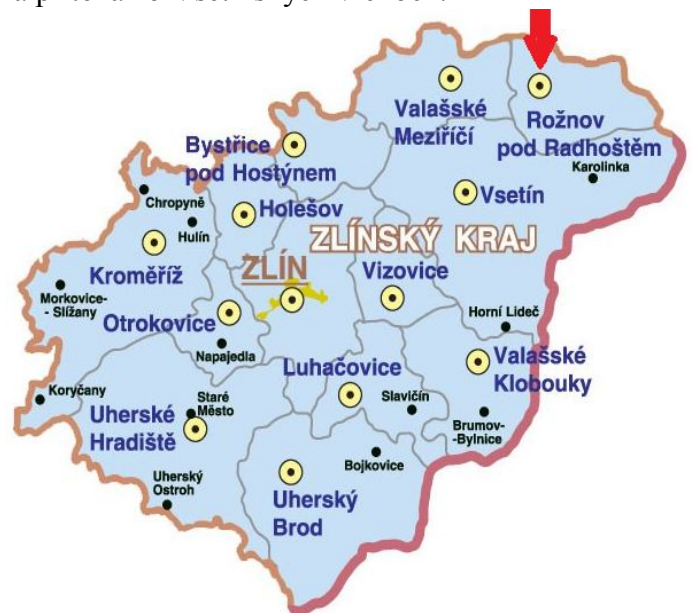 Valašské
Meziříčí
Rožnov
pod Radhoštěm
Karolinka
Bystřice
pod Hostýnem
Vsetín
Chropyně
Holešov
Hulín
ZLÍNSKÝ KRAJ
Kroměříž
ZLÍN
Vizovice
Morkovice-
- Slížany
Otrokovice
Horní Lideč
Napajedla
Luhačovice
Valašské
Klobouky
Koryčany
Staré
Město
Slavičín
Uherské
Hradiště
Brumov-
-Bylnice
Bojkovice
Uherský
Ostroh
Uherský
Brod